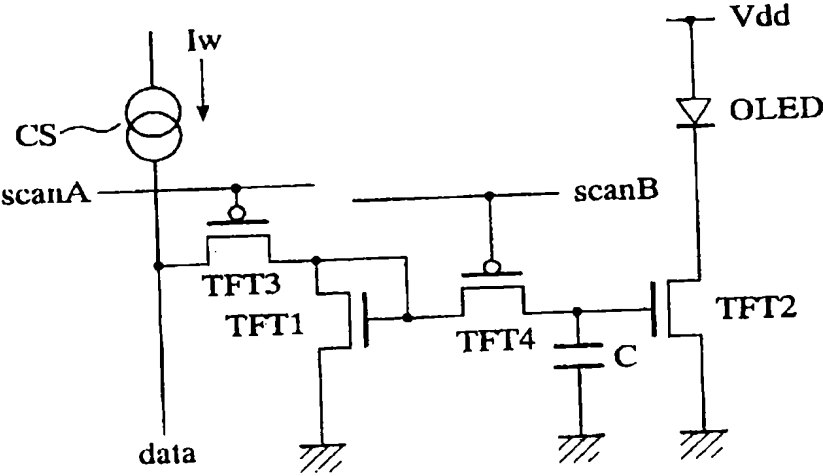 Iw
Vdd
CS
OLED
scanA
scanB
TFT3
TFT1
TFT2
TFT4
C
data